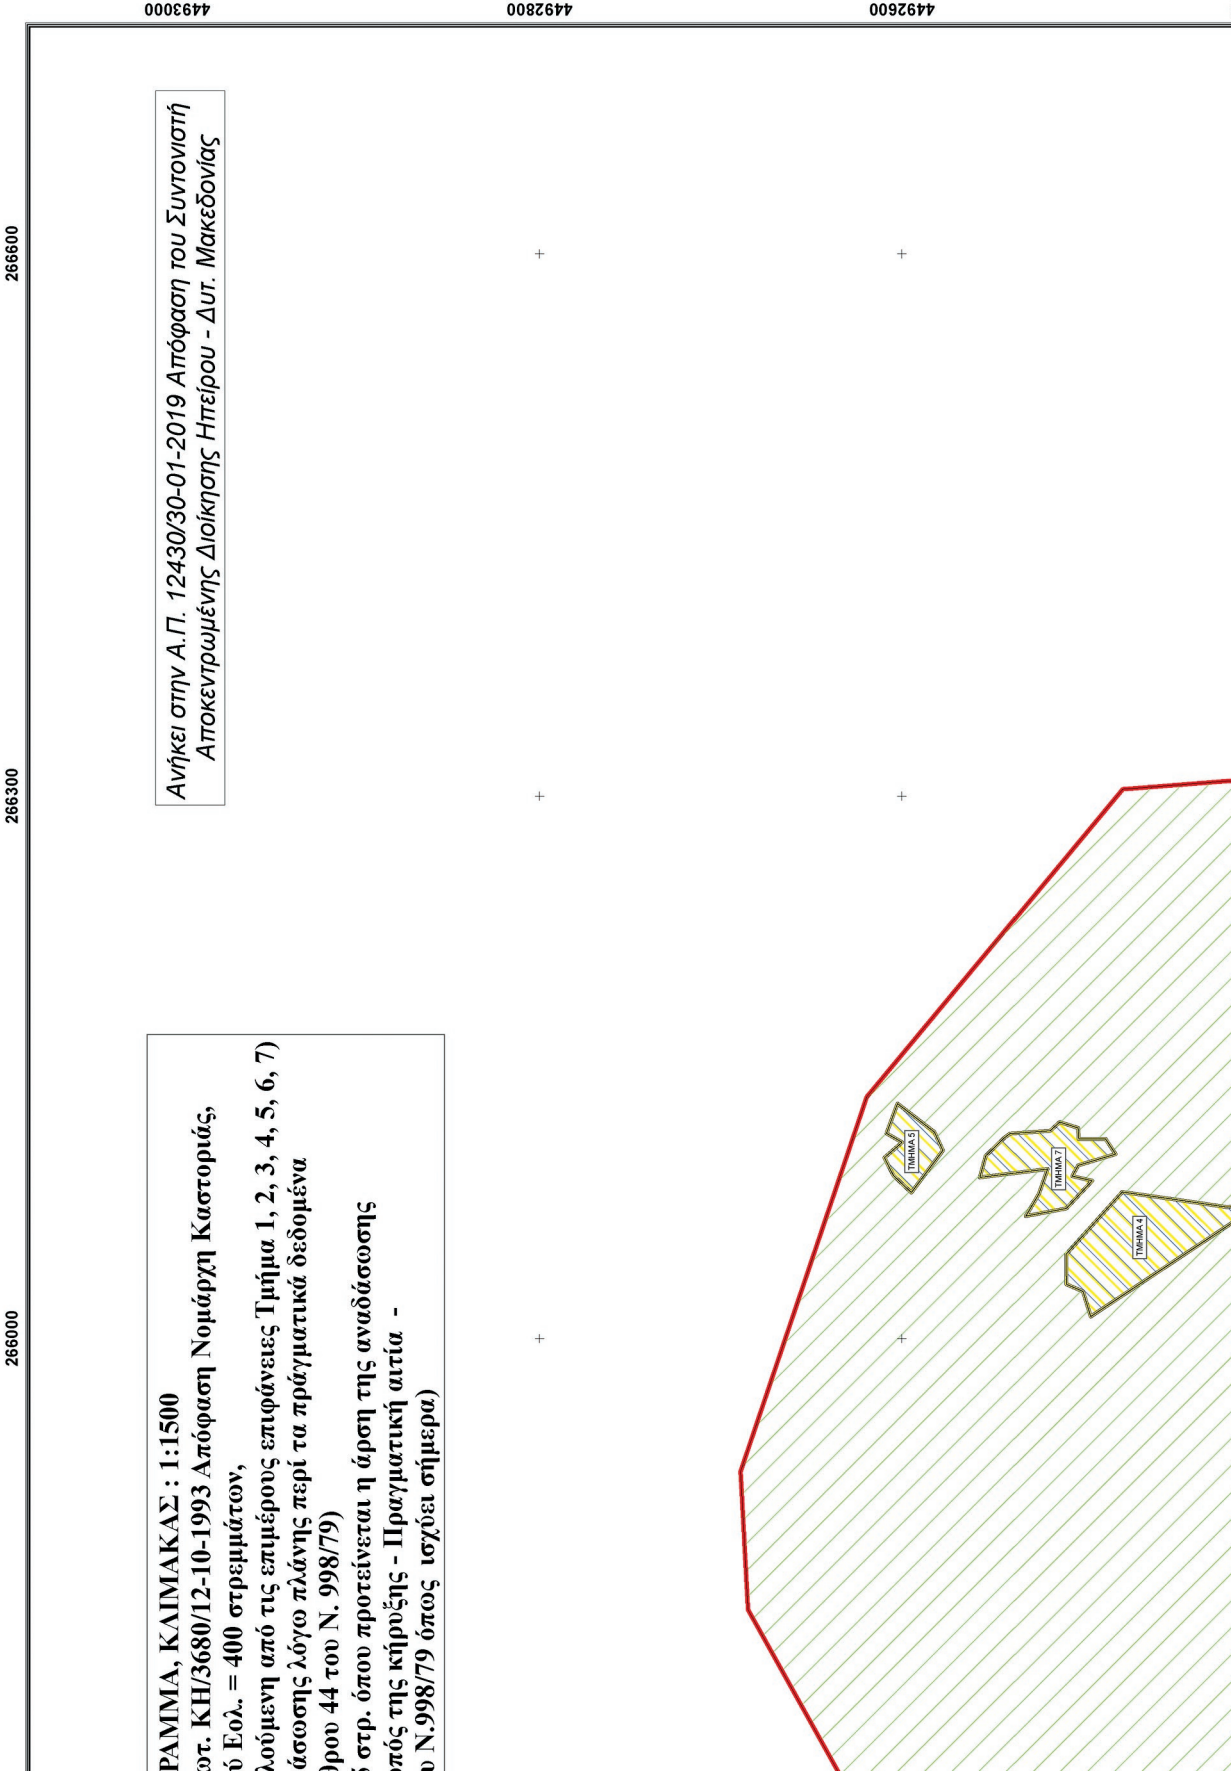 4493000
4492800
4492600
266600
266300
266000
Ανήκει στην Α.Π. 12430/30-01-2019 Απόφαση του Συντονιστή
Αποκεντρωμένης Διοίκησης Ηπείρου - Δυτ. Μακεδονίας
ΡΑΜΜΑ, ΚΛΙΜΑΚΑΣ : 1:1500
ωτ. ΚΗ/3680/12-10-1993 Απόφαση Νομάρχη Καστοριάς,
ύ Εολ. = 400 στρεμμάτων,
λούμενη από τις επιμέρους επιφάνειες Τμήμα 1, 2, 3, 4, 5, 6, 7)
άσωσης λόγω πλάνης περί τα πράγματικά δεδομένα
θρου 44 του Ν. 998/79)
στρ. όπου προτείνεται η άρση της αναδάσωσης
πός της κήρυξης - Πραγματική αιτία -
υ Ν.998/79 όπως ισχύει σήμερα)
ΤΜΗΜΑ 5
ΤΜΗΜΑ 7
ΤΜΗΜΑ 4